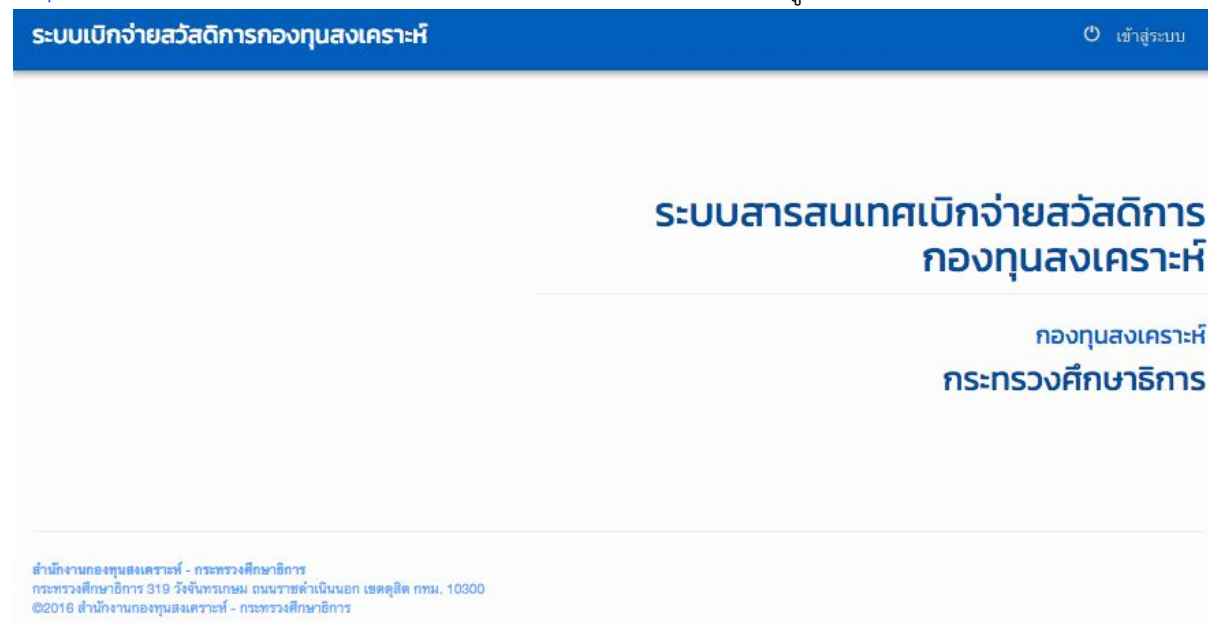 ระบบเบิกจ่ายสวัสดิการกองทุนสงเคราะห์
เข้าสู่ระบบ
ระบบสารสนเทศเบิกจ่ายสวัสดิการ
กองทุนสงเคราะห์
กองทุนสงเคราะห์
กระทรวงศึกษาธิการ
สำนักงานกองทุนสงเคราะห์ - กระทรวงศึกษาธิการ
กระทรวงศึกษาธิการ 319 วังจันทรเกษม ถนนราชดำเนินนอก เขตดุสิต กทม. 10300
©2016 สำนักงานกองทุนสงเคราะห์ - กระทรวงศึกษาธิการ